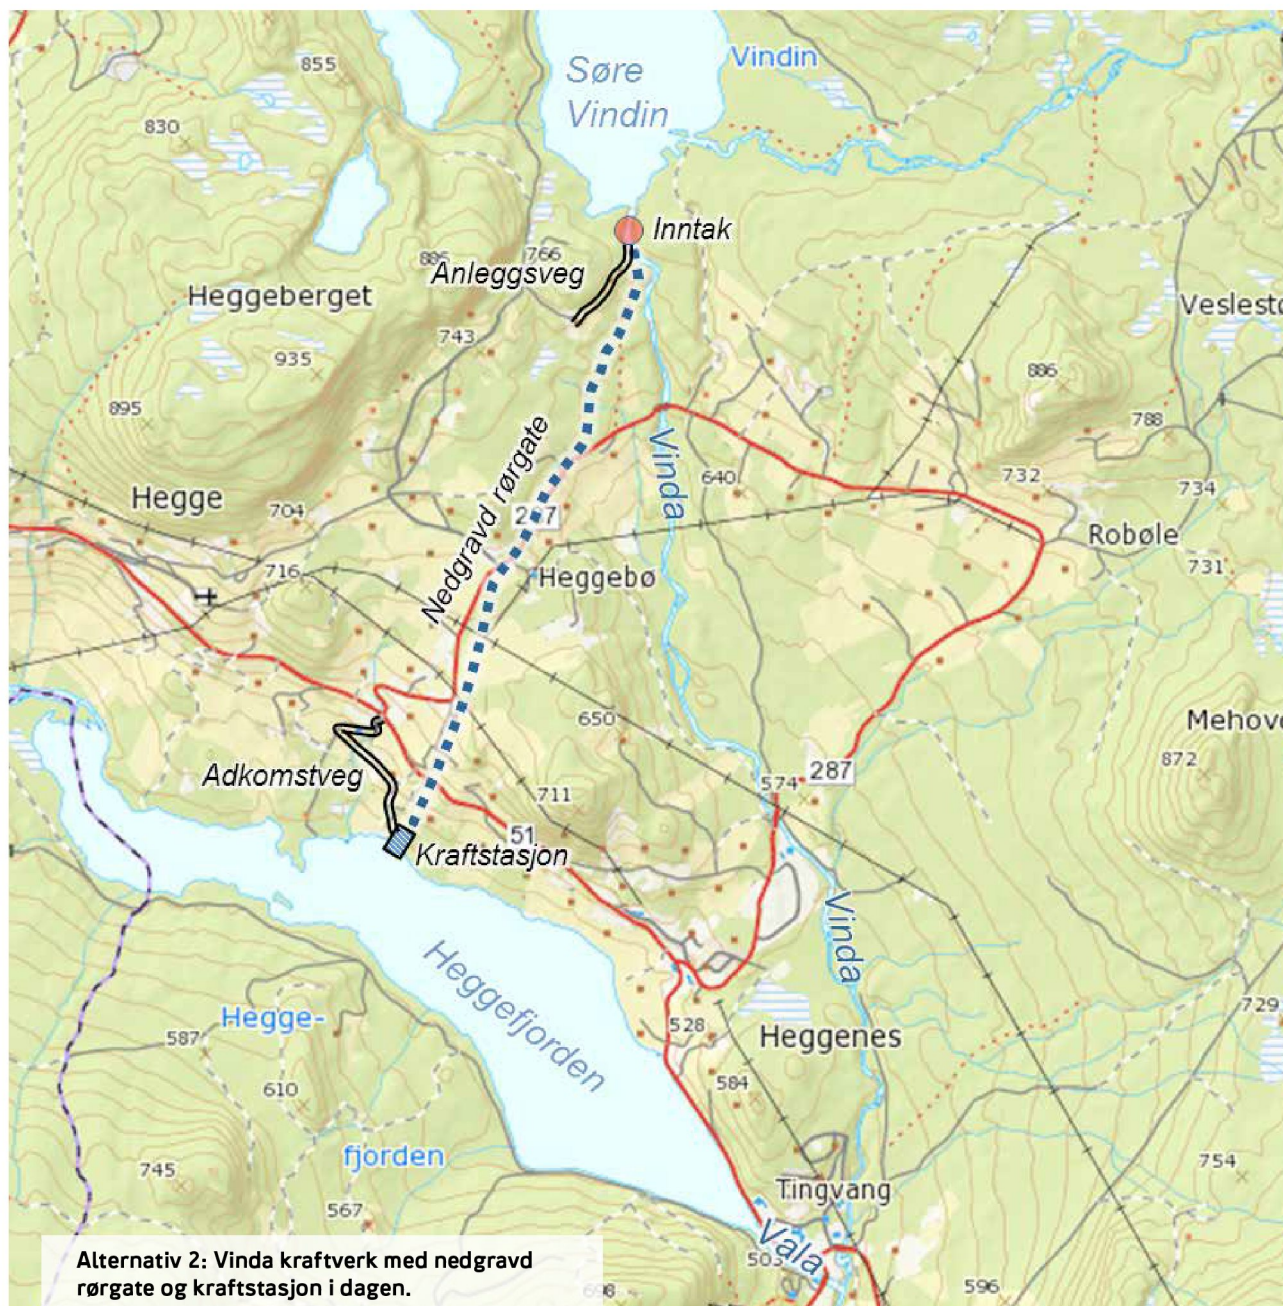 855
Søre
Vindin
Vindin
830
Inntak
766
885
Anleggsveg
Heggeberget
Veslestø
743
935
886
895
788
Nedgravd rørgate
Vinda
640
732
734
Hegge
704
Robøle
716
Heggebø
731
650
Mehov
872
Adkomstveg
574
287
711
51
Kraftstasjon
Vinda
Heggefjorden
Hegge-
587
528
Heggenes
729
610
584
fjorden
745
754
Tingvang
567
Vala
503
596
698
Alternativ 2: Vinda kraftverk med nedgravd
rørgate og kraftstasjon i dagen.